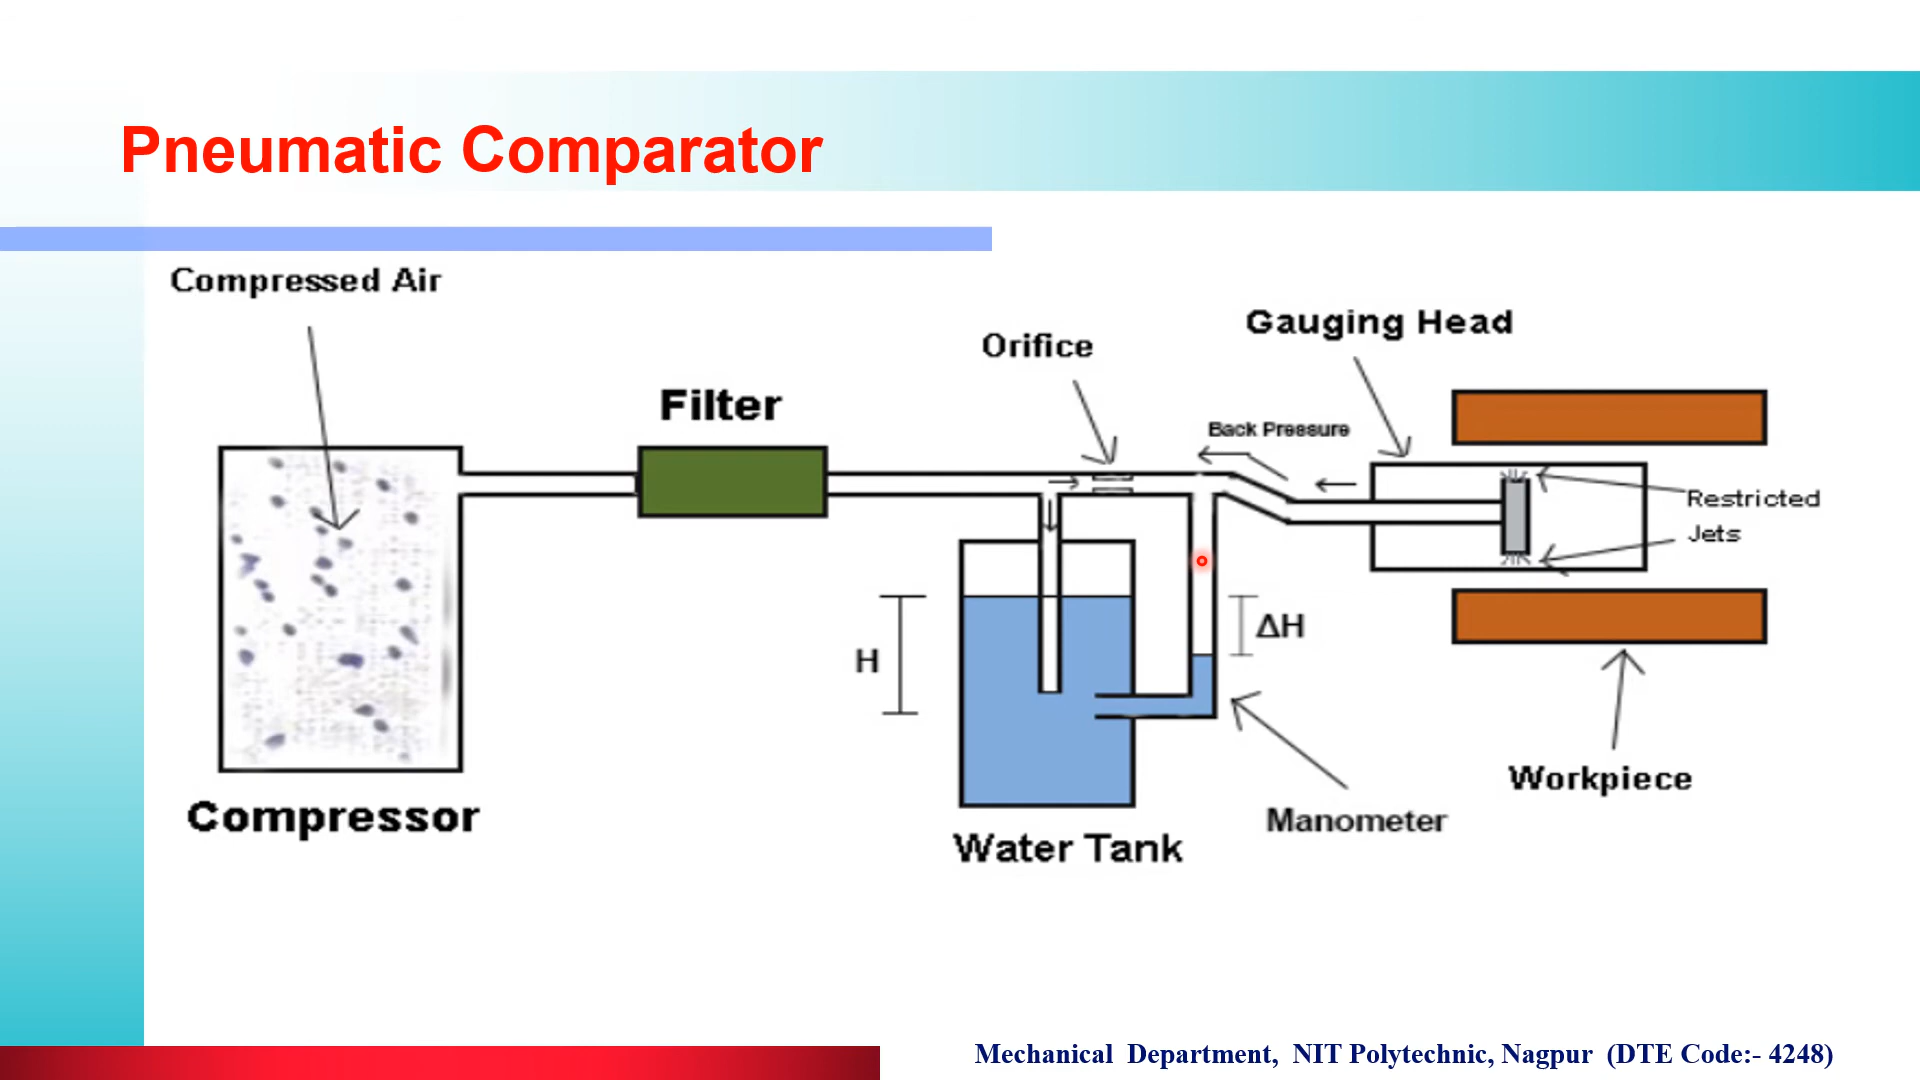 Pneumatic Comparator
Compressed Air
Gauging Head
Orifice
Filter
Back Pressure
Restricted
Jets
H
ΔH
Workpiece
Compressor
Manometer
Water Tank
Mechanical Department, NIT Polytechnic, Nagpur (DTE Code:- 4248)